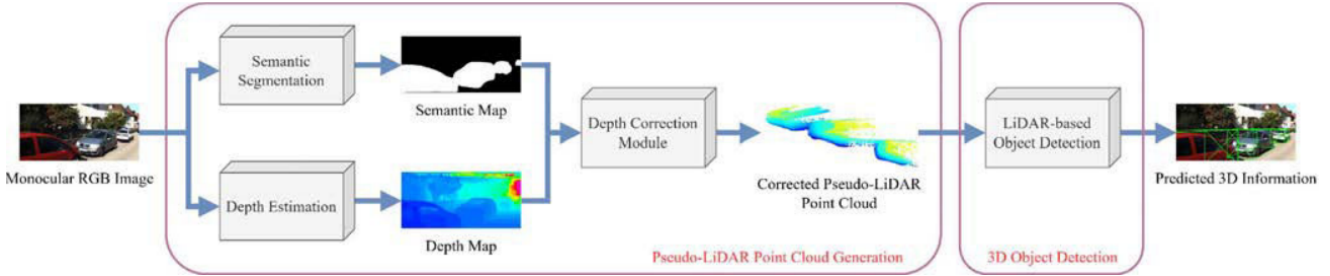 Monocular RGB Image
Semantic
Segmentation
Semantic Map
Depth Estimation
Depth Map
Depth Correction
Module
Corrected Pseudo-LiDAR
Point Cloud
Pseudo-LiDAR Point Cloud Generation
LiDAR-based
Object Detection
3D Object Detection
Predicted 3D Information